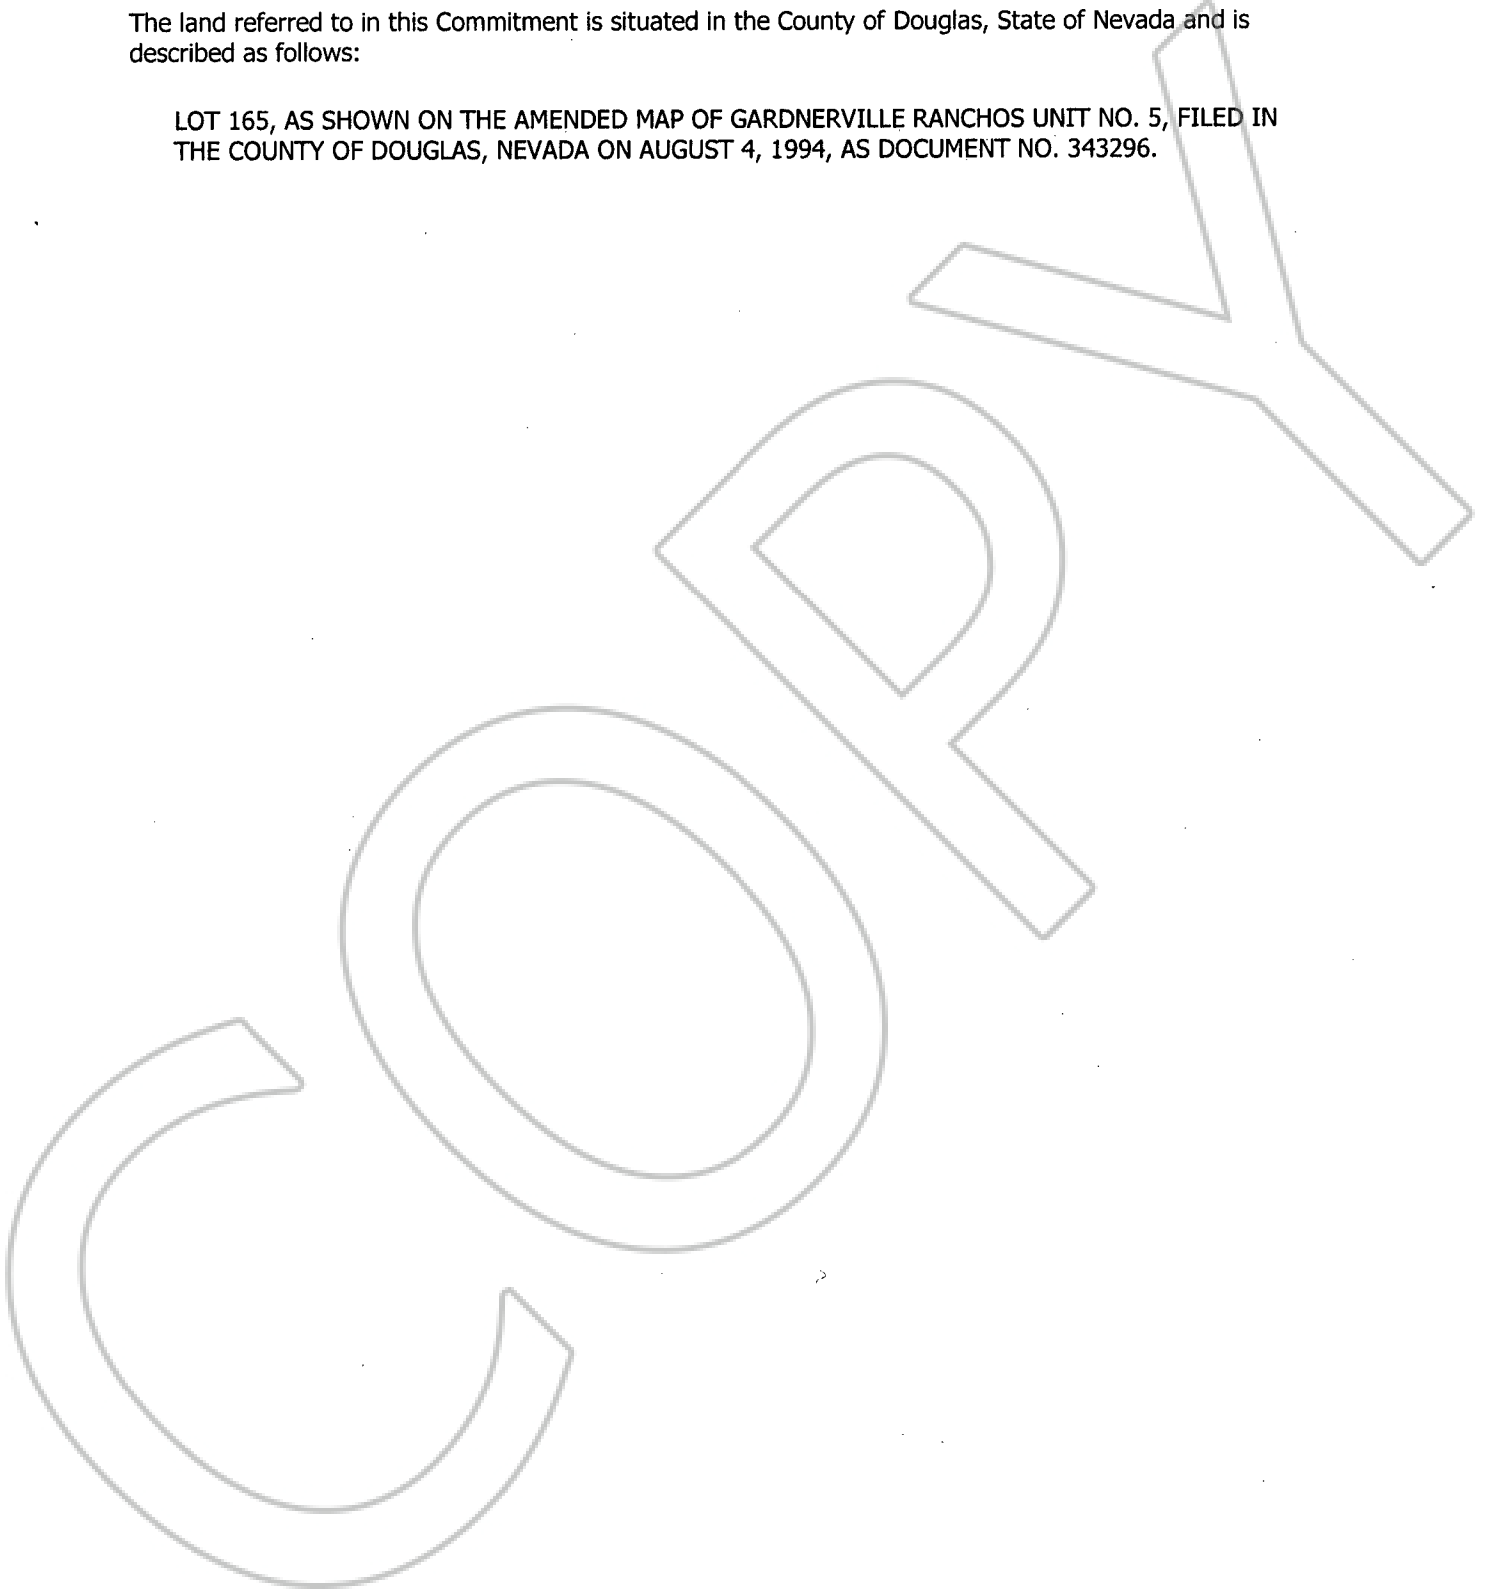 The land referred to in this Commitment is situated in the County of Douglas, State of Nevada and is
described as follows:
LOT 165, AS SHOWN ON THE AMENDED MAP OF GARDNERVILLE RANCHOS UNIT NO. 5, FILED IN
THE COUNTY OF DOUGLAS, NEVADA ON AUGUST 4, 1994, AS DOCUMENT NO. 343296.
COPY